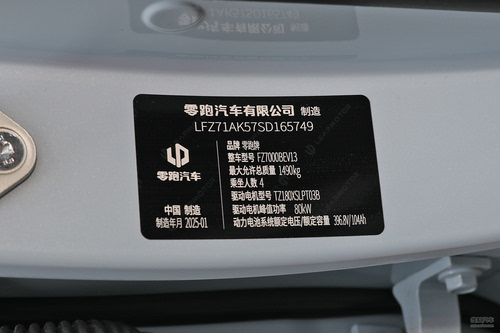 零跑汽车有限公司 制造
LFZ71AK57SD165749
品牌 零跑牌
整车型号 FZ7000BEV13
最大允许总质量 1490kg
乘坐人数 4
驱动电机型号 TZ180XSLPT03B
驱动电机峰值功率 80kW
动力电池系统额定电压/额定容量 396.8V/104Ah
零跑汽车
中国 制造
制造年月 2025-01